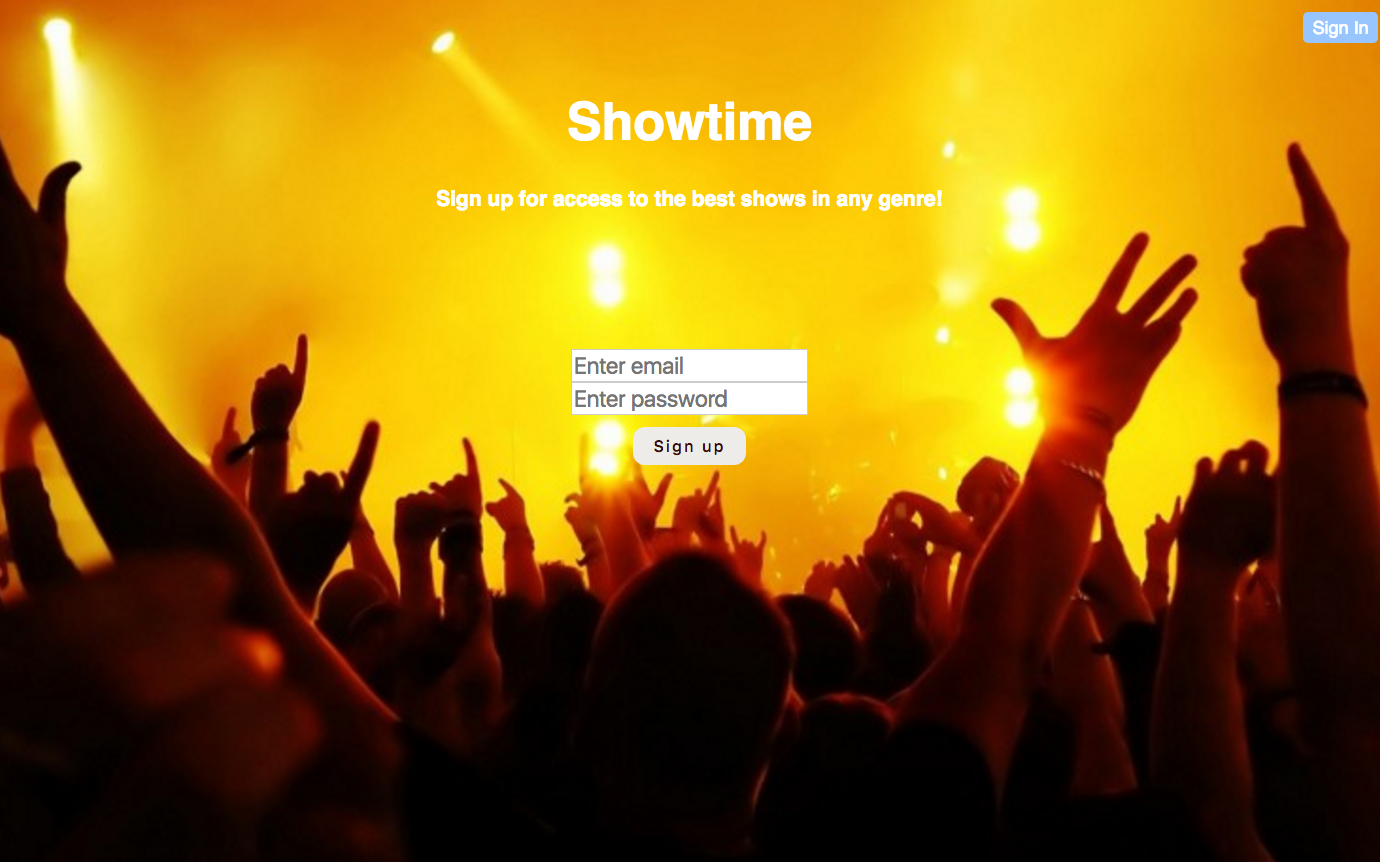 Sign In
Showtime
Sign up for access to the best shows in any genre!
Enter email
Enter password
Sign up